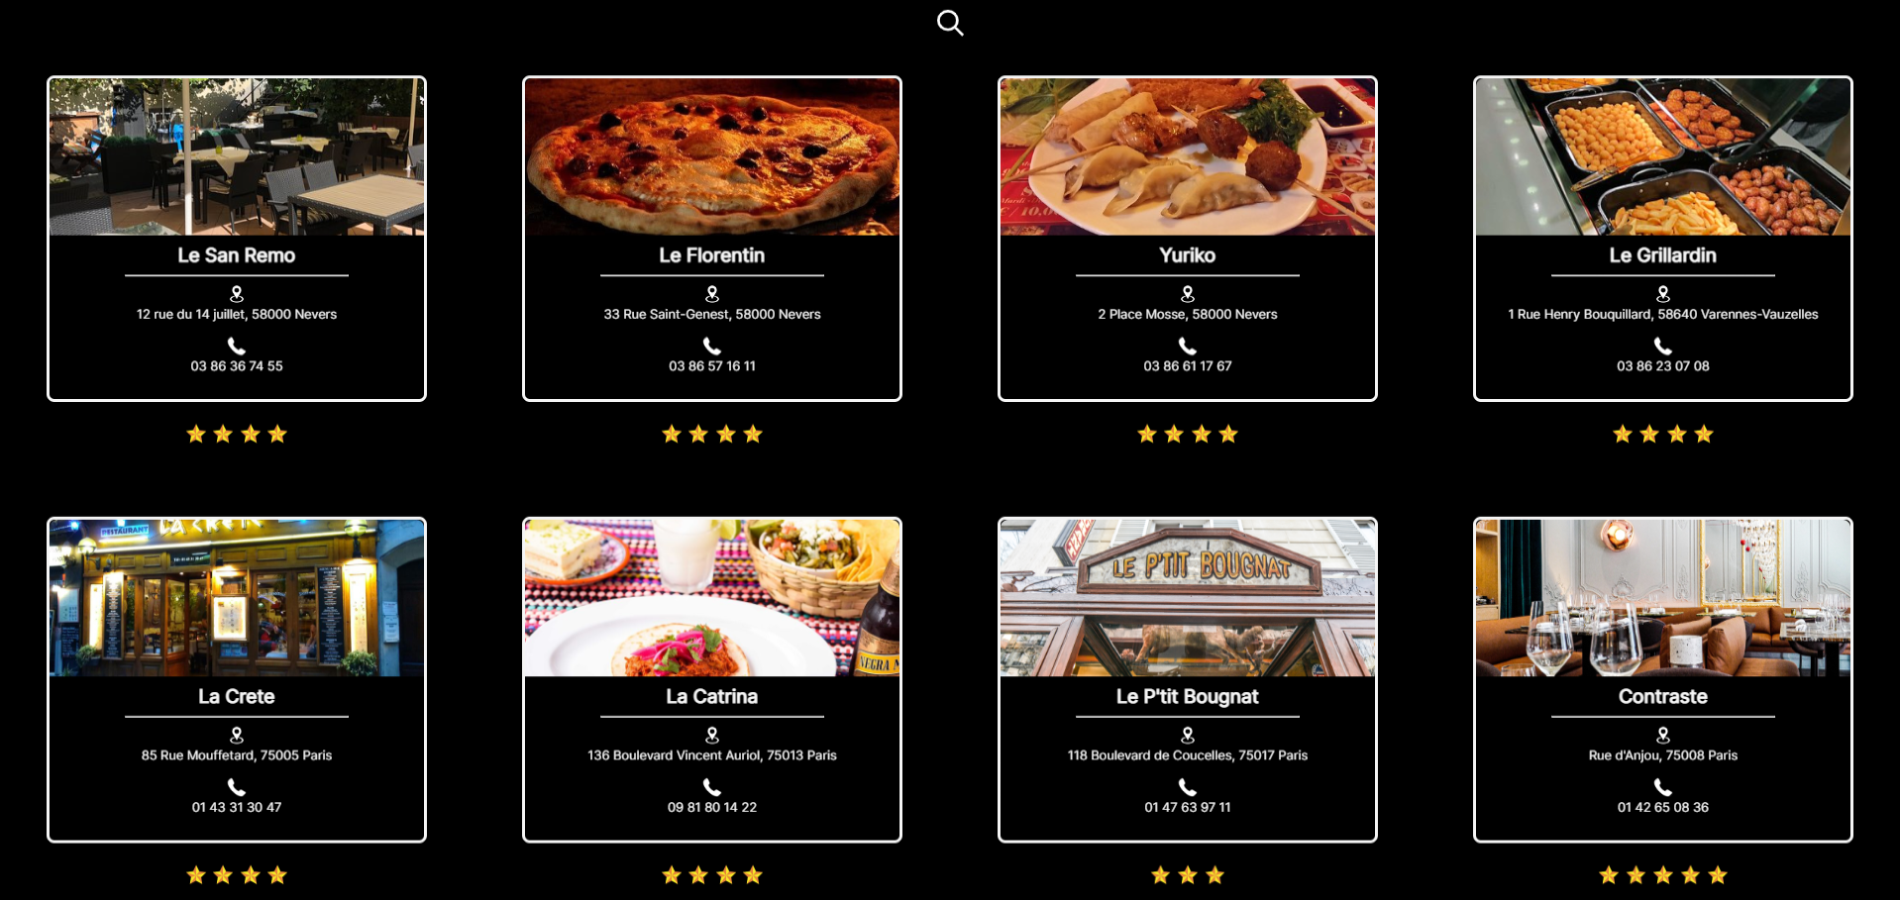 Le San Remo
12 rue du 14 juillet, 58000 Nevers
03 86 36 74 55
Le Florentin
33 Rue Saint-Genest, 58000 Nevers
03 86 57 16 11
10,00
Yuriko
2 Place Mosse, 58000 Nevers
03 86 61 17 67
Le Grillardin
1 Rue Henry Bouquillard, 58640 Varennes-Vauzelles
03 86 23 07 08
RESTAURANT
LA CRETE
La Crete
85 Rue Mouffetard, 75005 Paris
01 43 31 30 47
NEGRA M
La Catrina
136 Boulevard Vincent Auriol, 75013 Paris
09 81 80 14 22
LE P'TIT BOUGNAT
Le P'tit Bougnat
118 Boulevard de Coucelles, 75017 Paris
01 47 63 97 11
Contraste
Rue d'Anjou, 75008 Paris
01 42 65 08 36